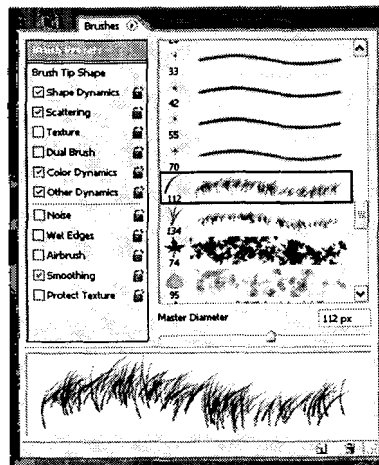 Brushes
Brush Presets
Brush Tip Shape
Shape Dynamics
Scattering
Texture
Dual Brush
Color Dynamics
Other Dynamics
Noise
Wet Edges
Airbrush
Smoothing
Protect Texture
33
42
55
70
112
134
74
95
Master Diameter
112 px